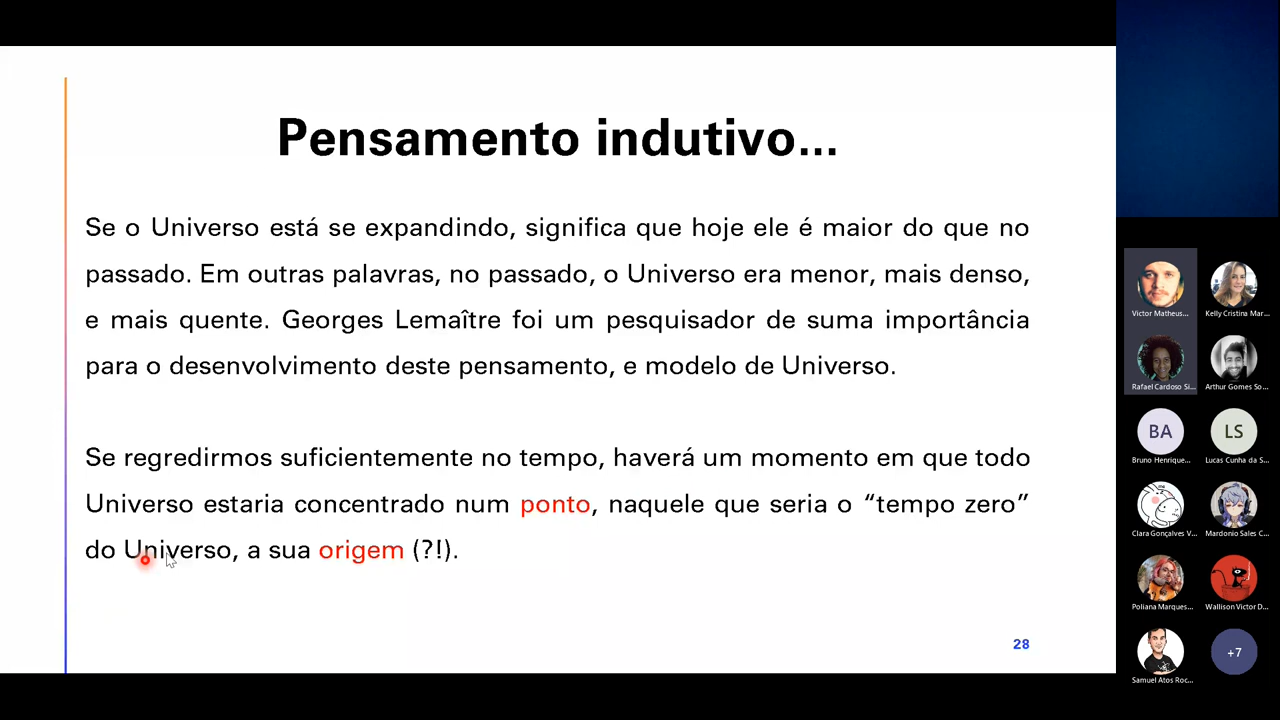 Pensamento indutivo...
Se o Universo está se expandindo, significa que hoje ele é maior do que no
passado. Em outras palavras, no passado, o Universo era menor, mais denso,
e mais quente. Georges Lemaître foi um pesquisador de suma importância
para o desenvolvimento deste pensamento, e modelo de Universo.
Se regredirmos suficientemente no tempo, haverá um momento em que todo
Universo estaria concentrado num ponto, naquele que seria o “tempo zero”
do Universo, a sua origem (?!).
28
Victor Matheus...
Kelly Cristina Mar...
Rafael Cardoso Si...
Arthur Gomes So...
BA
LS
Bruno Henrique...
Lucas Cunha da S...
Clara Gonçalves V...
Mardonio Sales C...
Poliana Marques...
Wallison Victor D...
+7
Samuel Atos Roc...